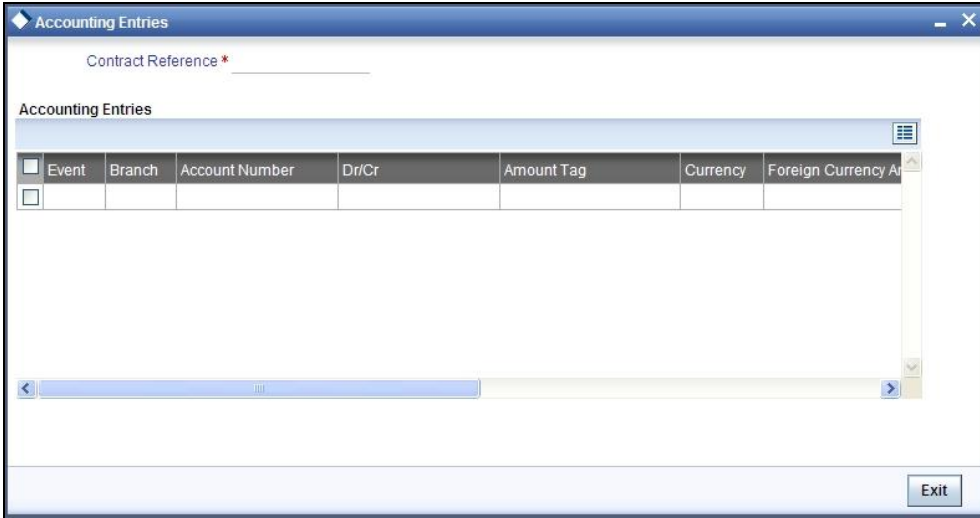 Accounting Entries
Contract Reference *
Accounting Entries
Event Branch Account Number Dr/Cr Amount Tag Currency Foreign Currency
Exit